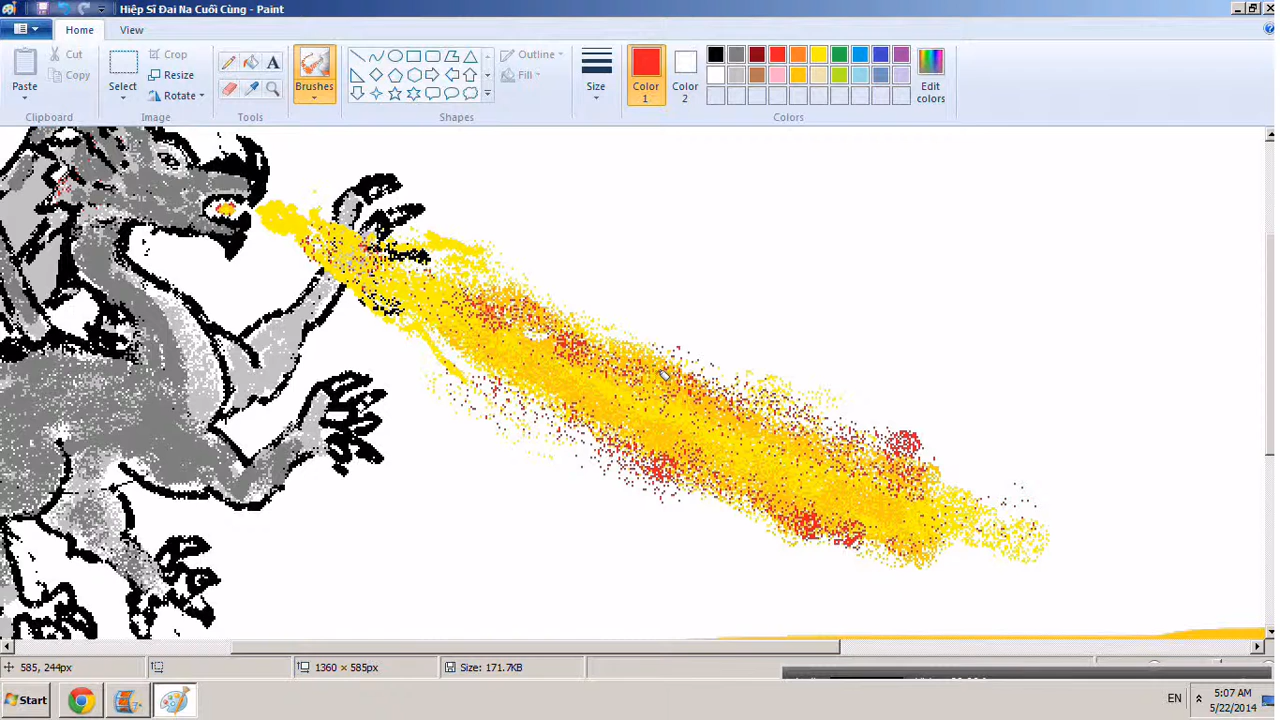 Hiệp Sĩ Đai Na Cuối Cùng - Paint
Home View
Paste
Cut
Copy
Clipboard
Select
Crop
Resize
Rotate
Image
A
Tools
Brushes
Outline
Fill
Shapes
Size
Color 1
Color 2
Edit colors
Colors
585, 244px
1360 × 585px
Size: 171.7KB
Start
EN
5:07 AM
5/22/2014